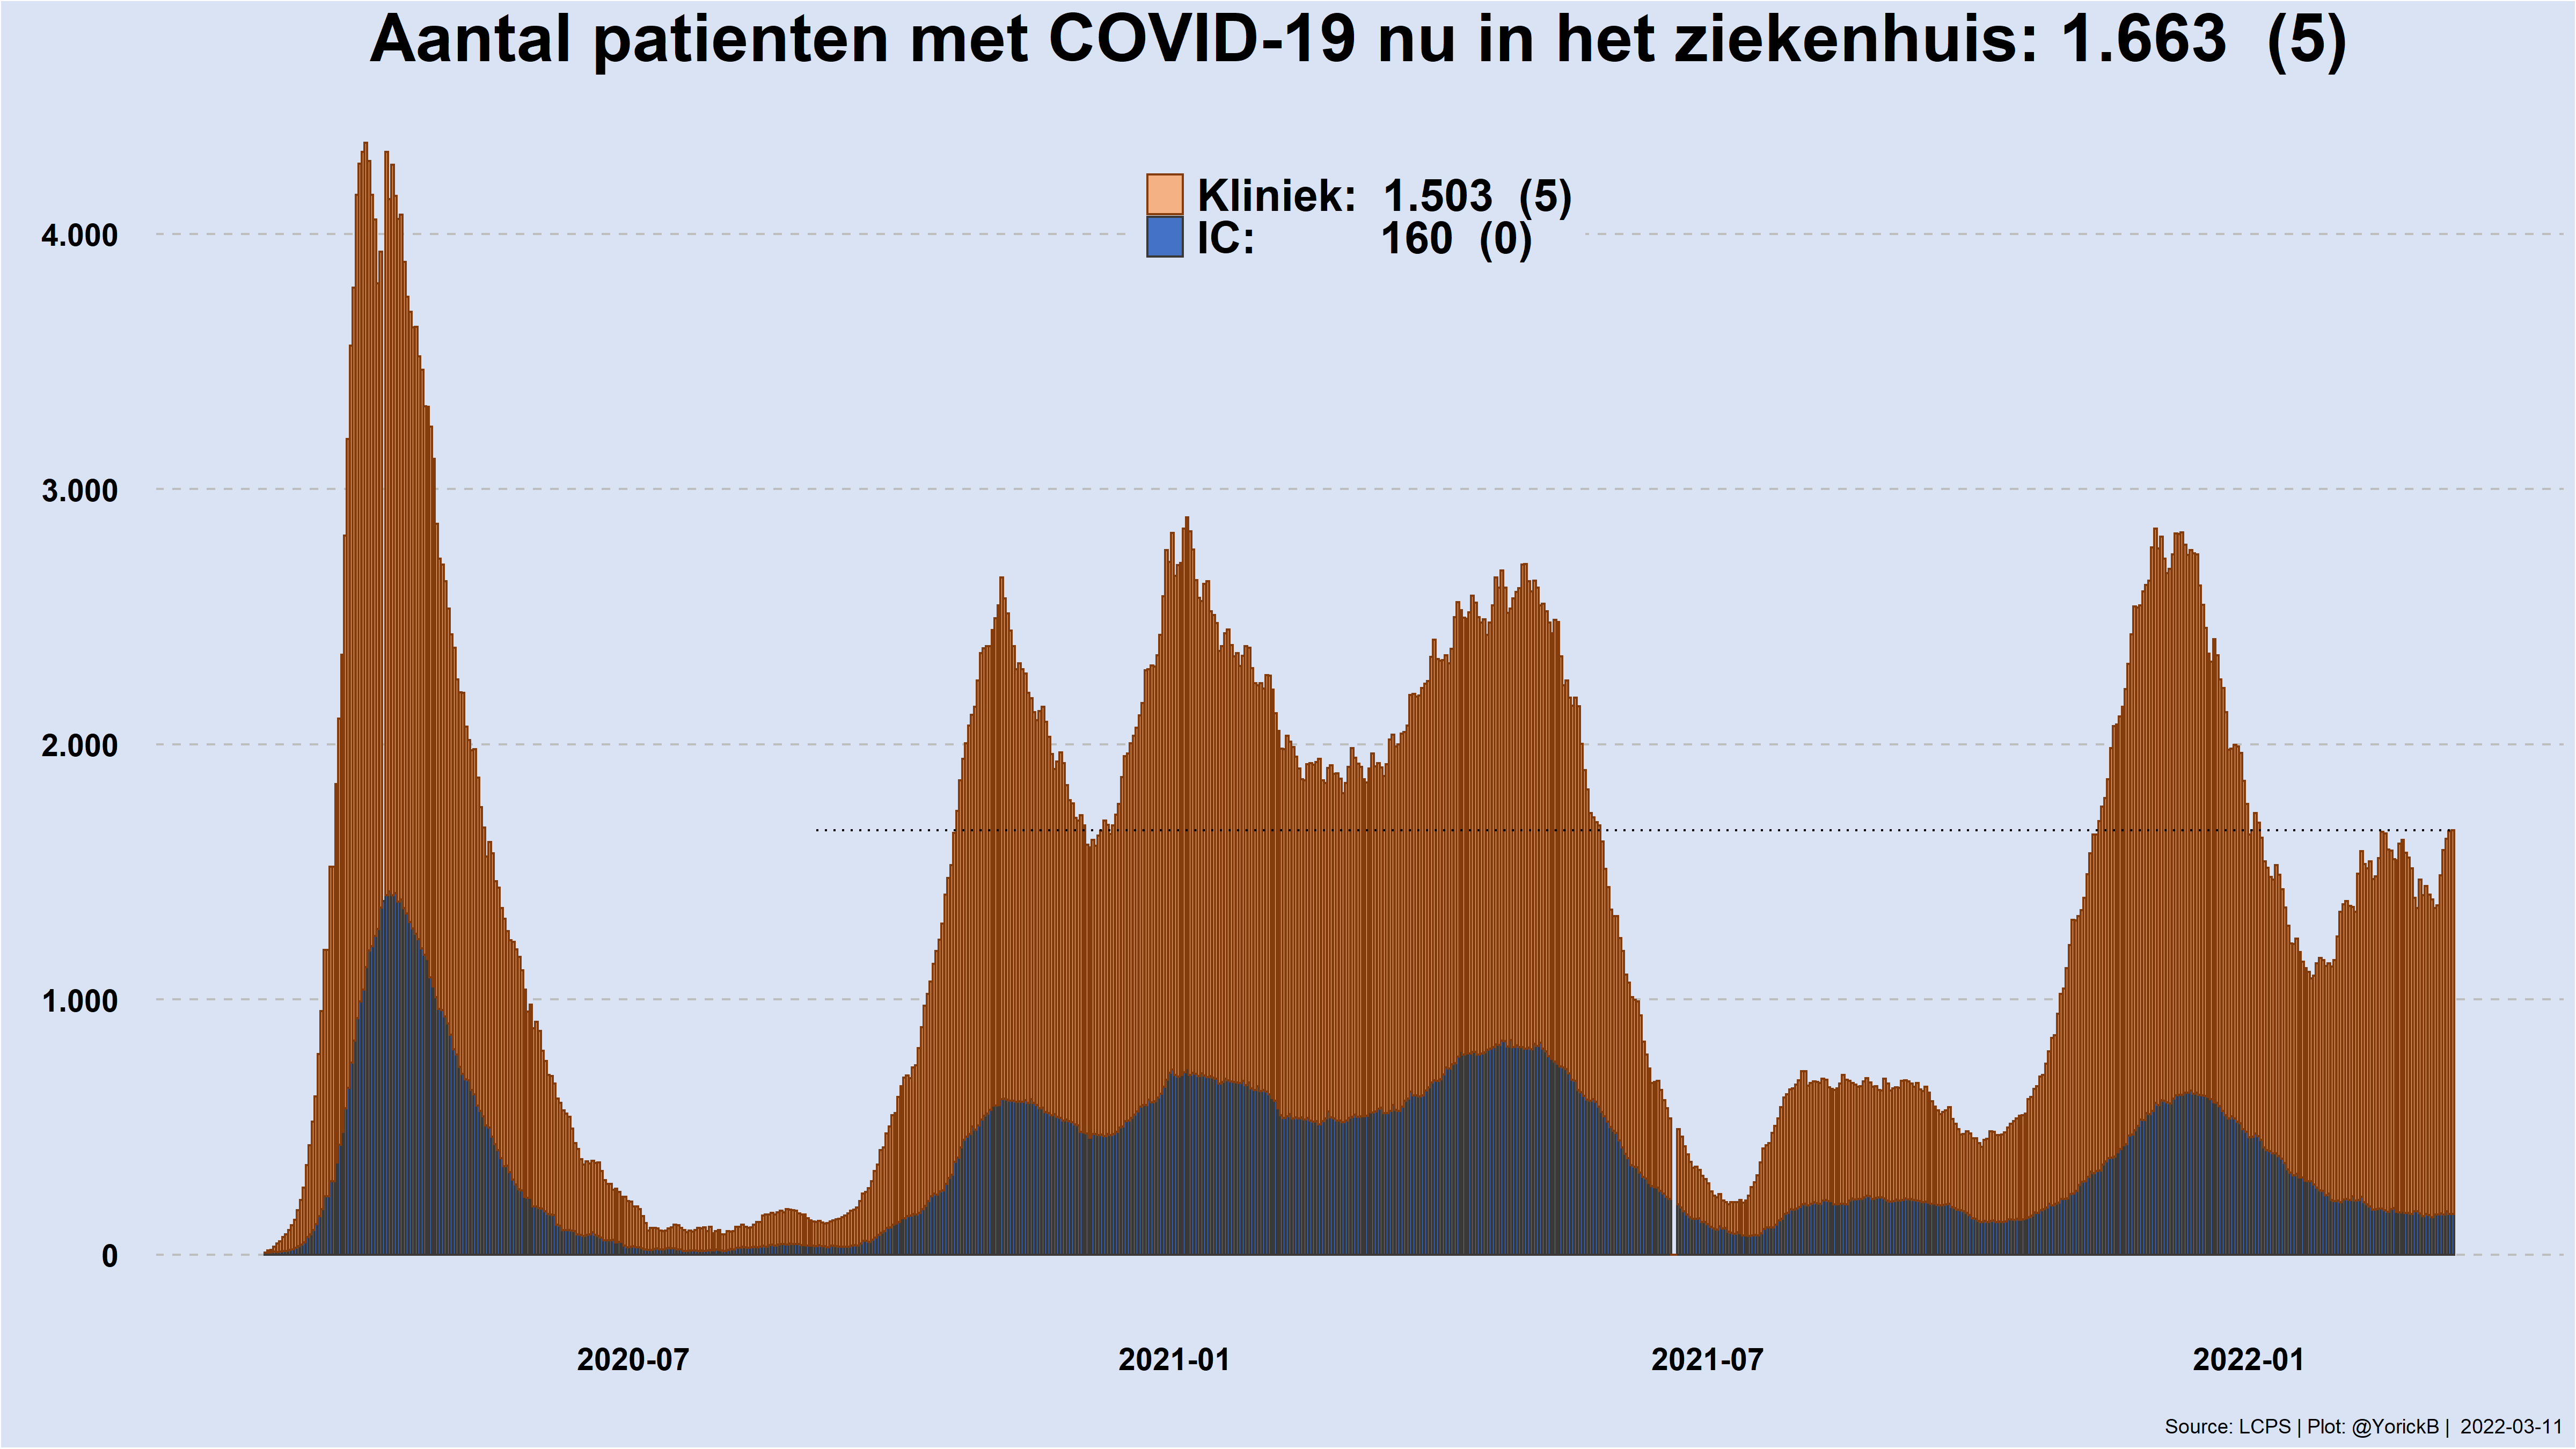 Aantal patienten met COVID-19 nu in het ziekenhuis: 1.663 (5)
Kliniek: 1.503 (5)
IC: 160 (0)
4.000
3.000
2.000
1.000
0
2020-07 2021-01 2021-07 2022-01
Source: LCPS | Plot: @YorickB | 2022-03-11